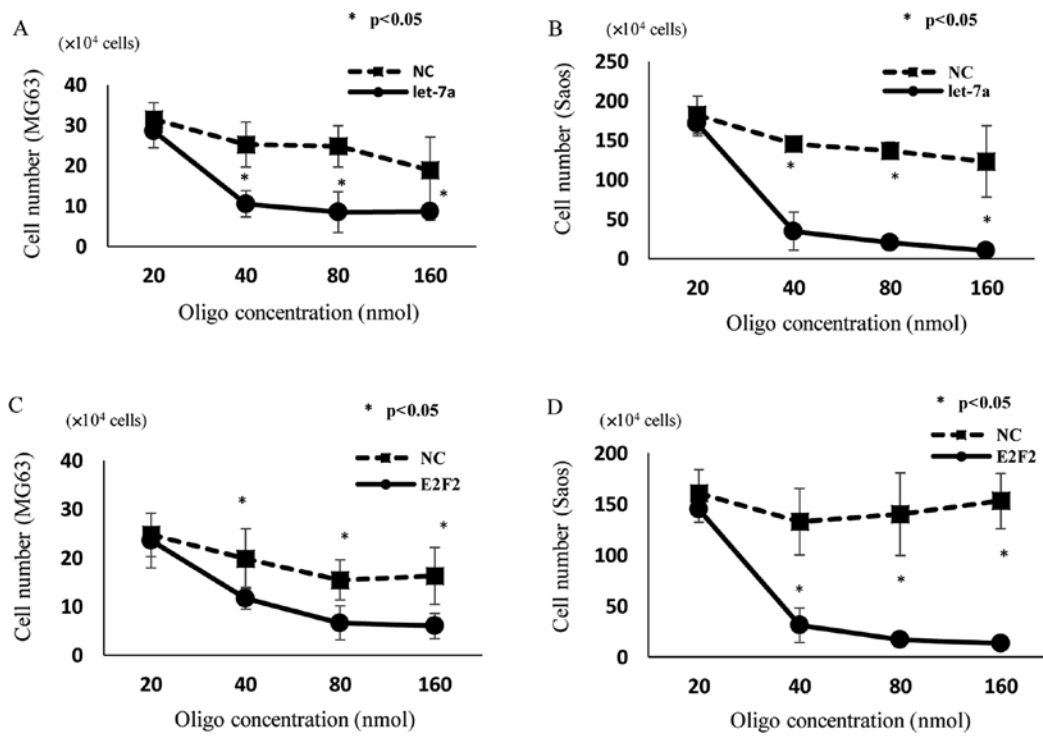 A
* p<0.05
(×10⁴ cells)
NC
let-7a
Cell number (MG63)
40
30
20
10
0
20 40 80 160
Oligo concentration (nmol)
* * *
B
* p<0.05
(×10⁴ cells)
NC
let-7a
Cell number (Saos)
250
200
150
100
50
0
20 40 80 160
Oligo concentration (nmol)
* * *
C
* p<0.05
(×10⁴ cells)
NC
E2F2
Cell number (MG63)
40
30
20
10
0
20 40 80 160
Oligo concentration (nmol)
* * *
D
* p<0.05
(×10⁴ cells)
NC
E2F2
Cell number (Saos)
200
150
100
50
0
20 40 80 160
Oligo concentration (nmol)
* * *